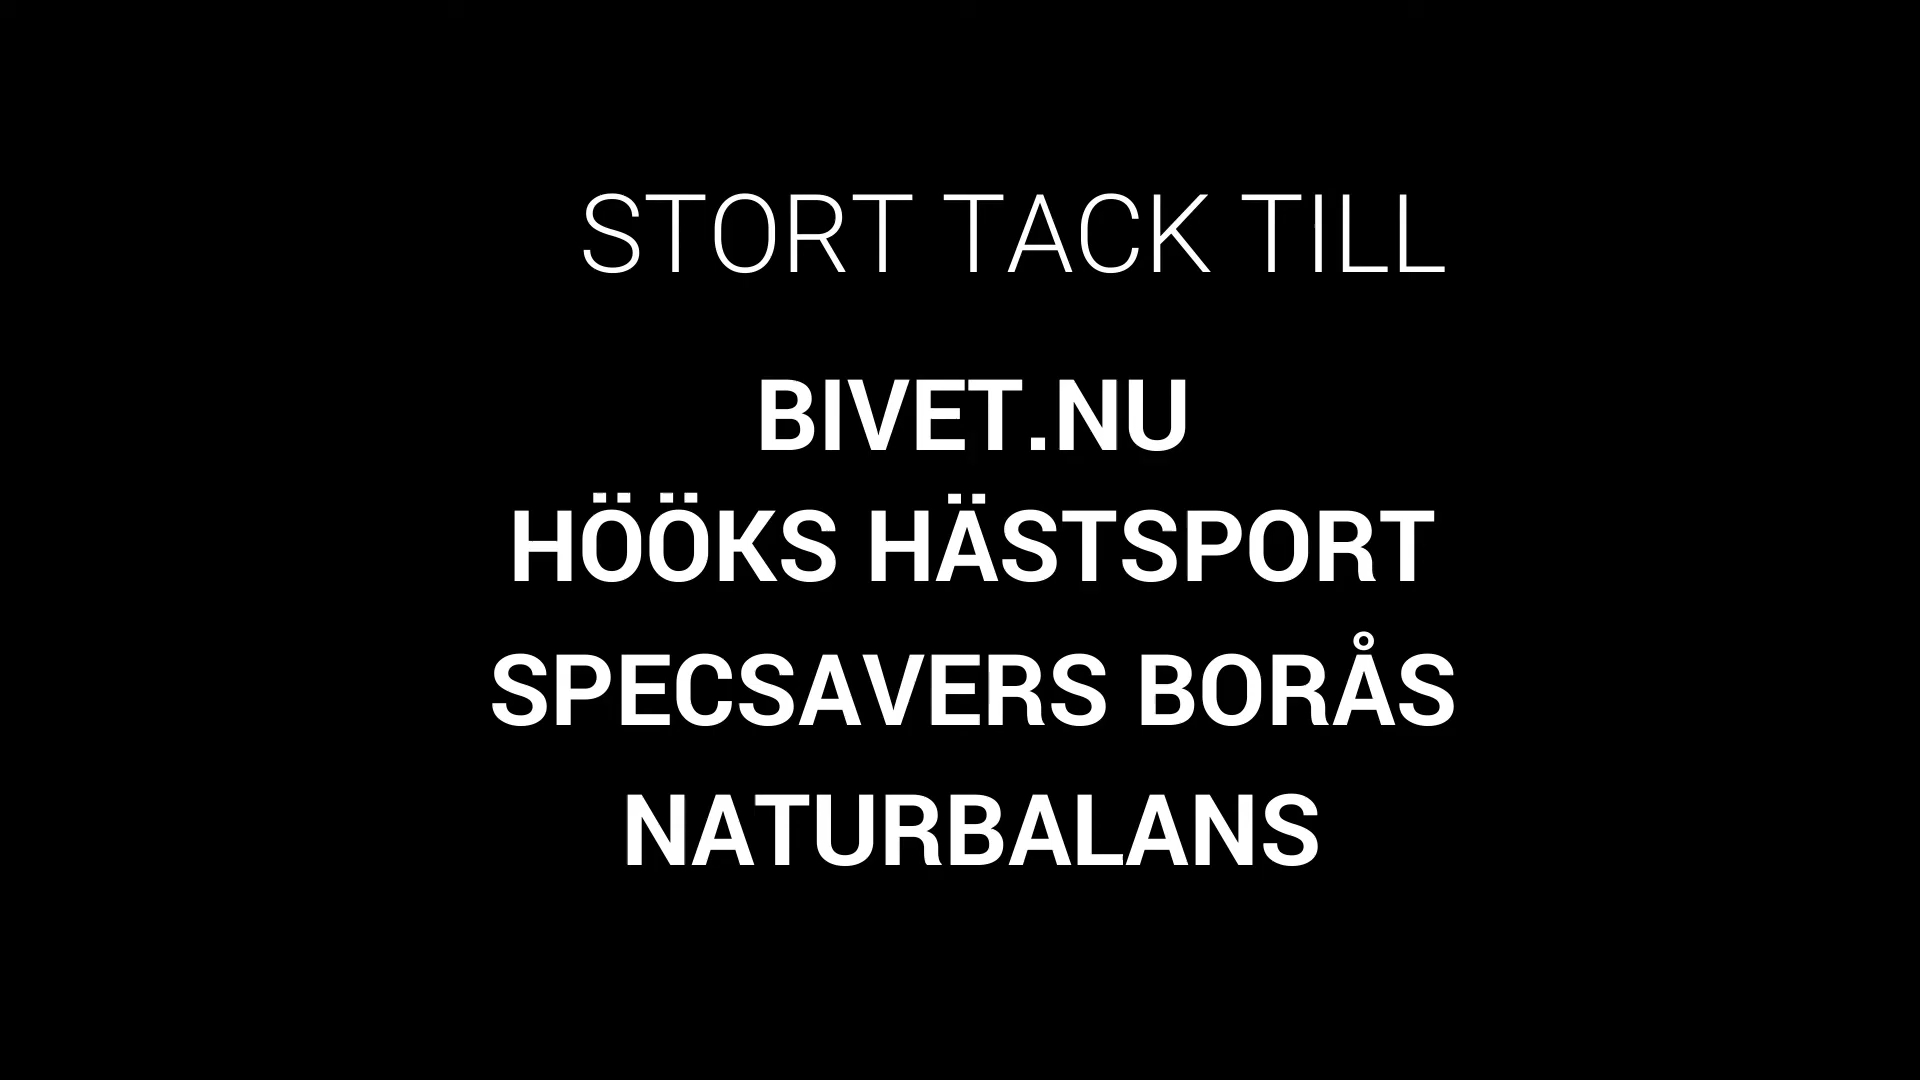 STORT TACK TILL
BIVET.NU
HÖÖKS HÄSTSPORT
SPECSAVERS BORÅS
NATURBALANS